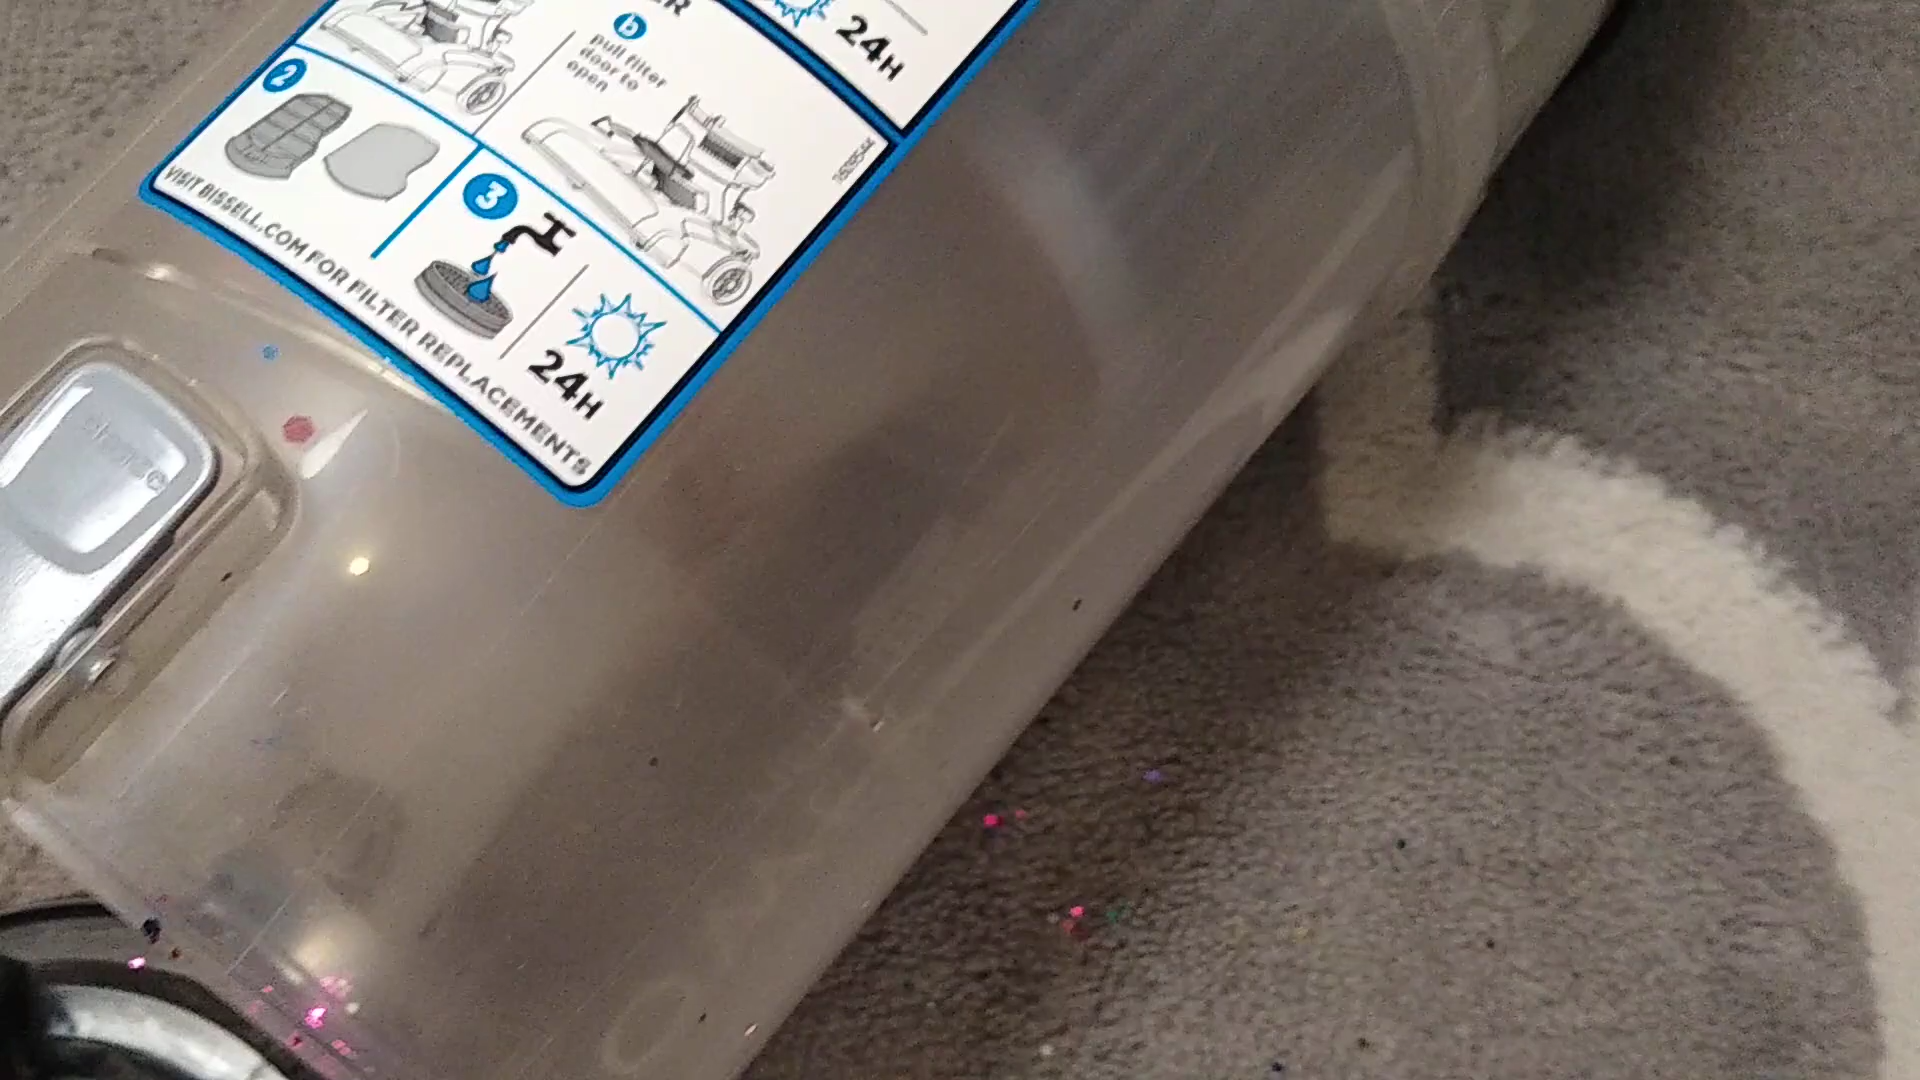 24H
b
pull filter
door to
open
2
3
24H
VISIT BISSELL.COM FOR FILTER REPLACEMENTS